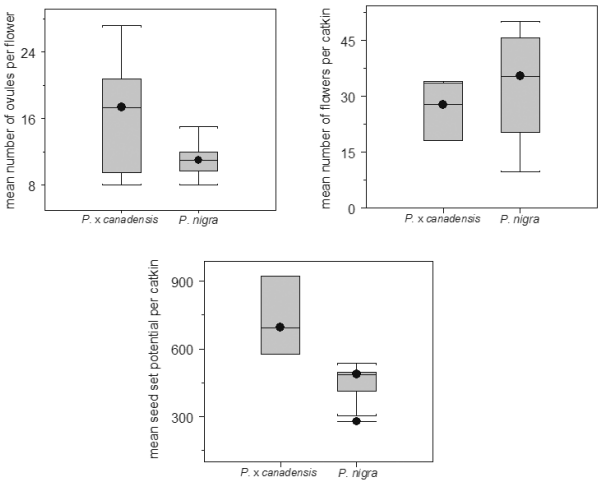 mean number of ovules per flower
24
16
8
P. x canadensis
P. nigra
mean number of flowers per catkin
45
30
15
0
P. x canadensis
P. nigra
mean seed set potential per catkin
900
600
300
P. x canadensis
P. nigra